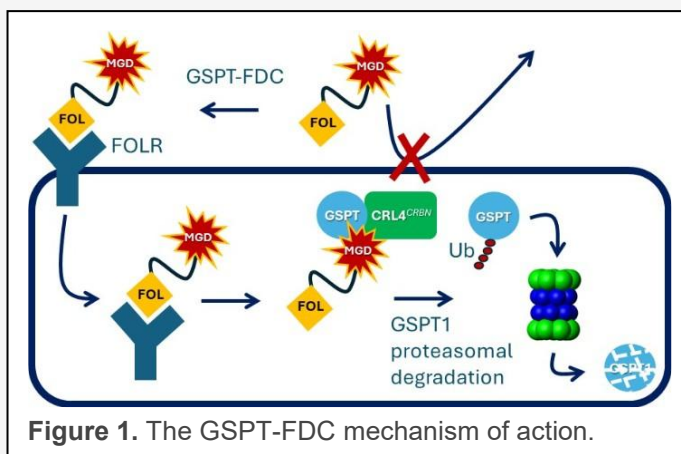 MGD
GSPT-FDC
MGD
FOL
FOL
FOLR
GSPT
CRL4CRBN
GSPT
MGD
MGD
Ub
FOL
FOL
GSPT1
proteasomal
degradation
GSPT1
Figure 1. The GSPT-FDC mechanism of action.